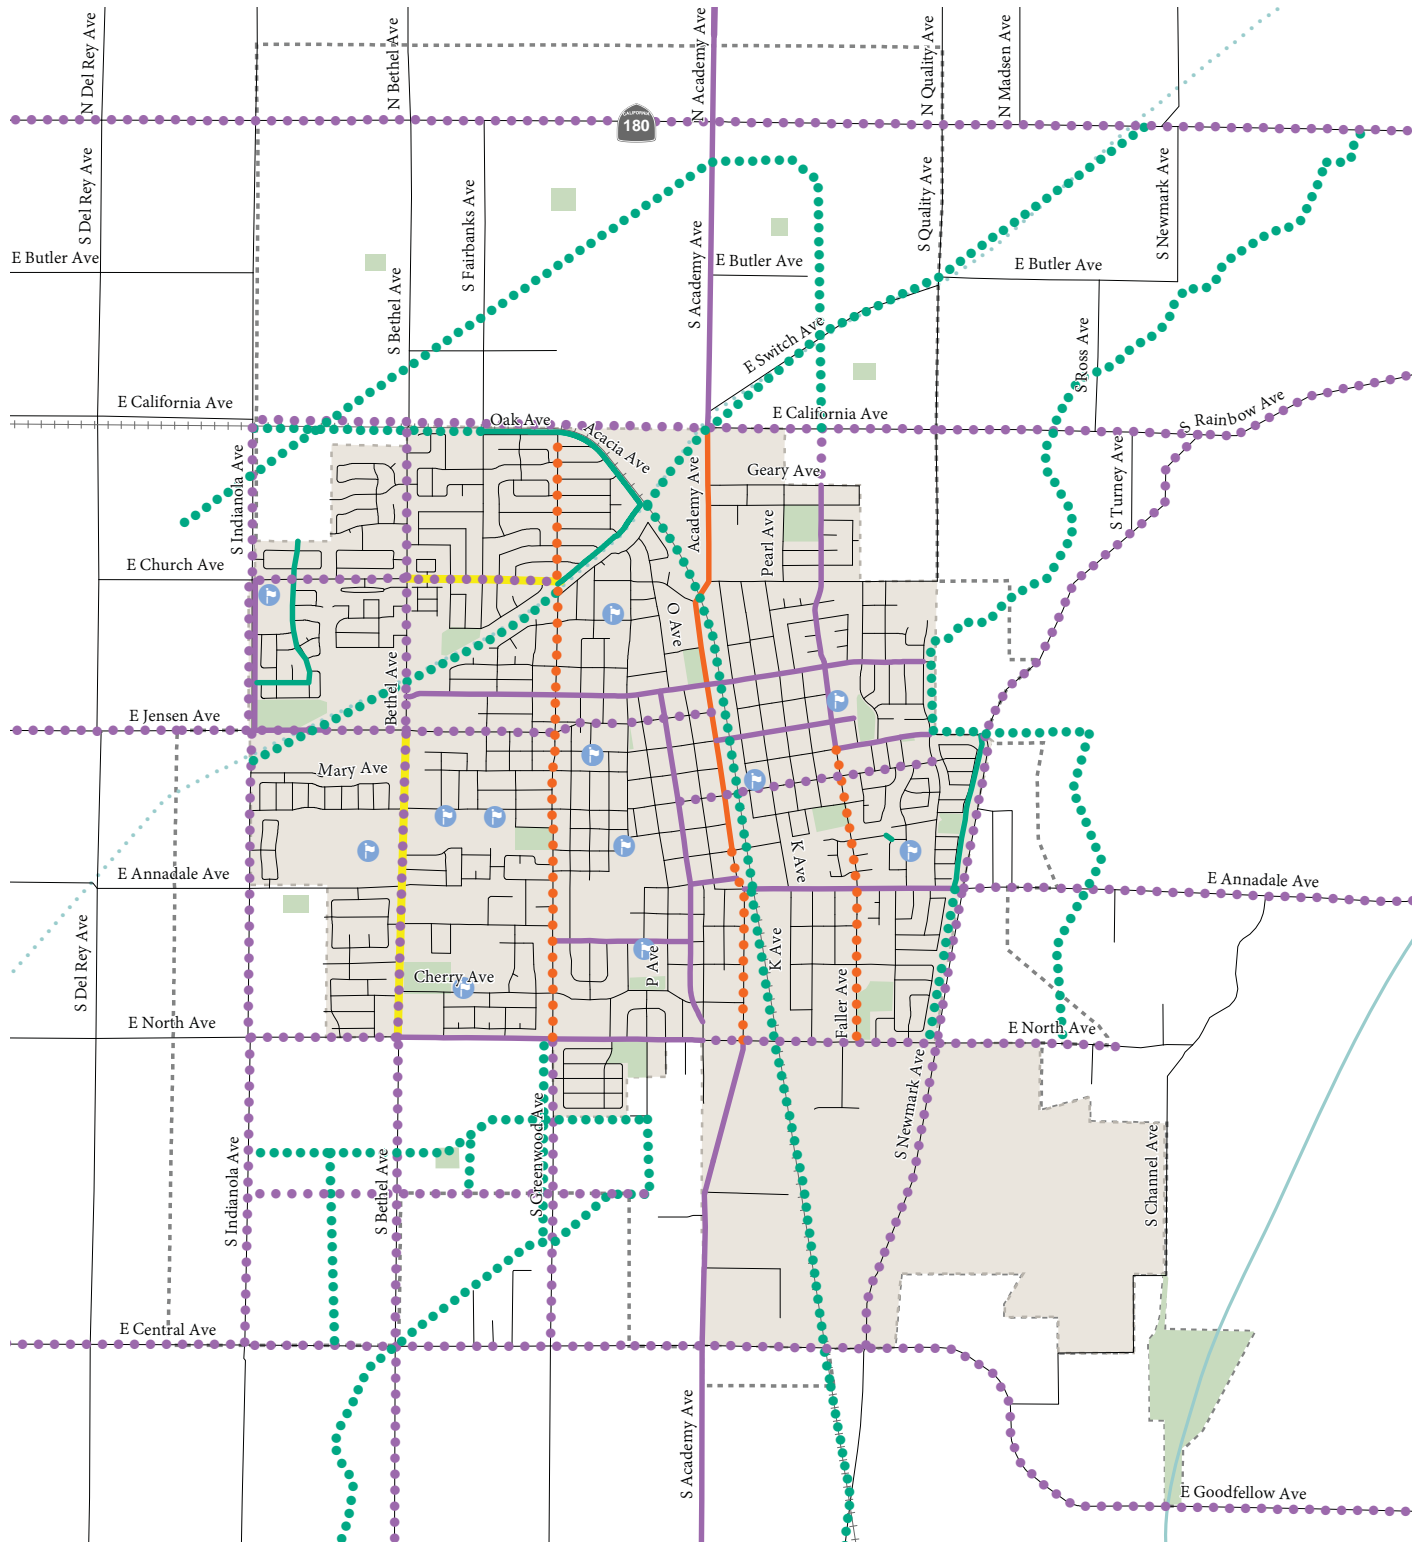 N Del Rey Ave
N Bethel Ave
N Academy Ave
N Quality Ave
N Madsen Ave
CALIFORNIA
180
S Del Rey Ave
S Fairbanks Ave
S Quality Ave
S Newmark Ave
E Butler Ave
S Bethel Ave
S Academy Ave
E Butler Ave
E Butler Ave
E Switch Ave
S Ross Ave
E California Ave
Oak Ave
Acacia Ave
E California Ave
S Rainbow Ave
S Indianola Ave
Academy Ave
Geary Ave
S Turney Ave
Pearl Ave
E Church Ave
O Ave
Bethel Ave
E Jensen Ave
Mary Ave
K Ave
E Annadale Ave
E Annadale Ave
S Del Rey Ave
P Ave
K Ave
Cherry Ave
Faller Ave
E North Ave
E North Ave
S Newmark Ave
S Indianola Ave
S Bethel Ave
S Greenwood Ave
S Channel Ave
E Central Ave
S Academy Ave
E Goodfellow Ave